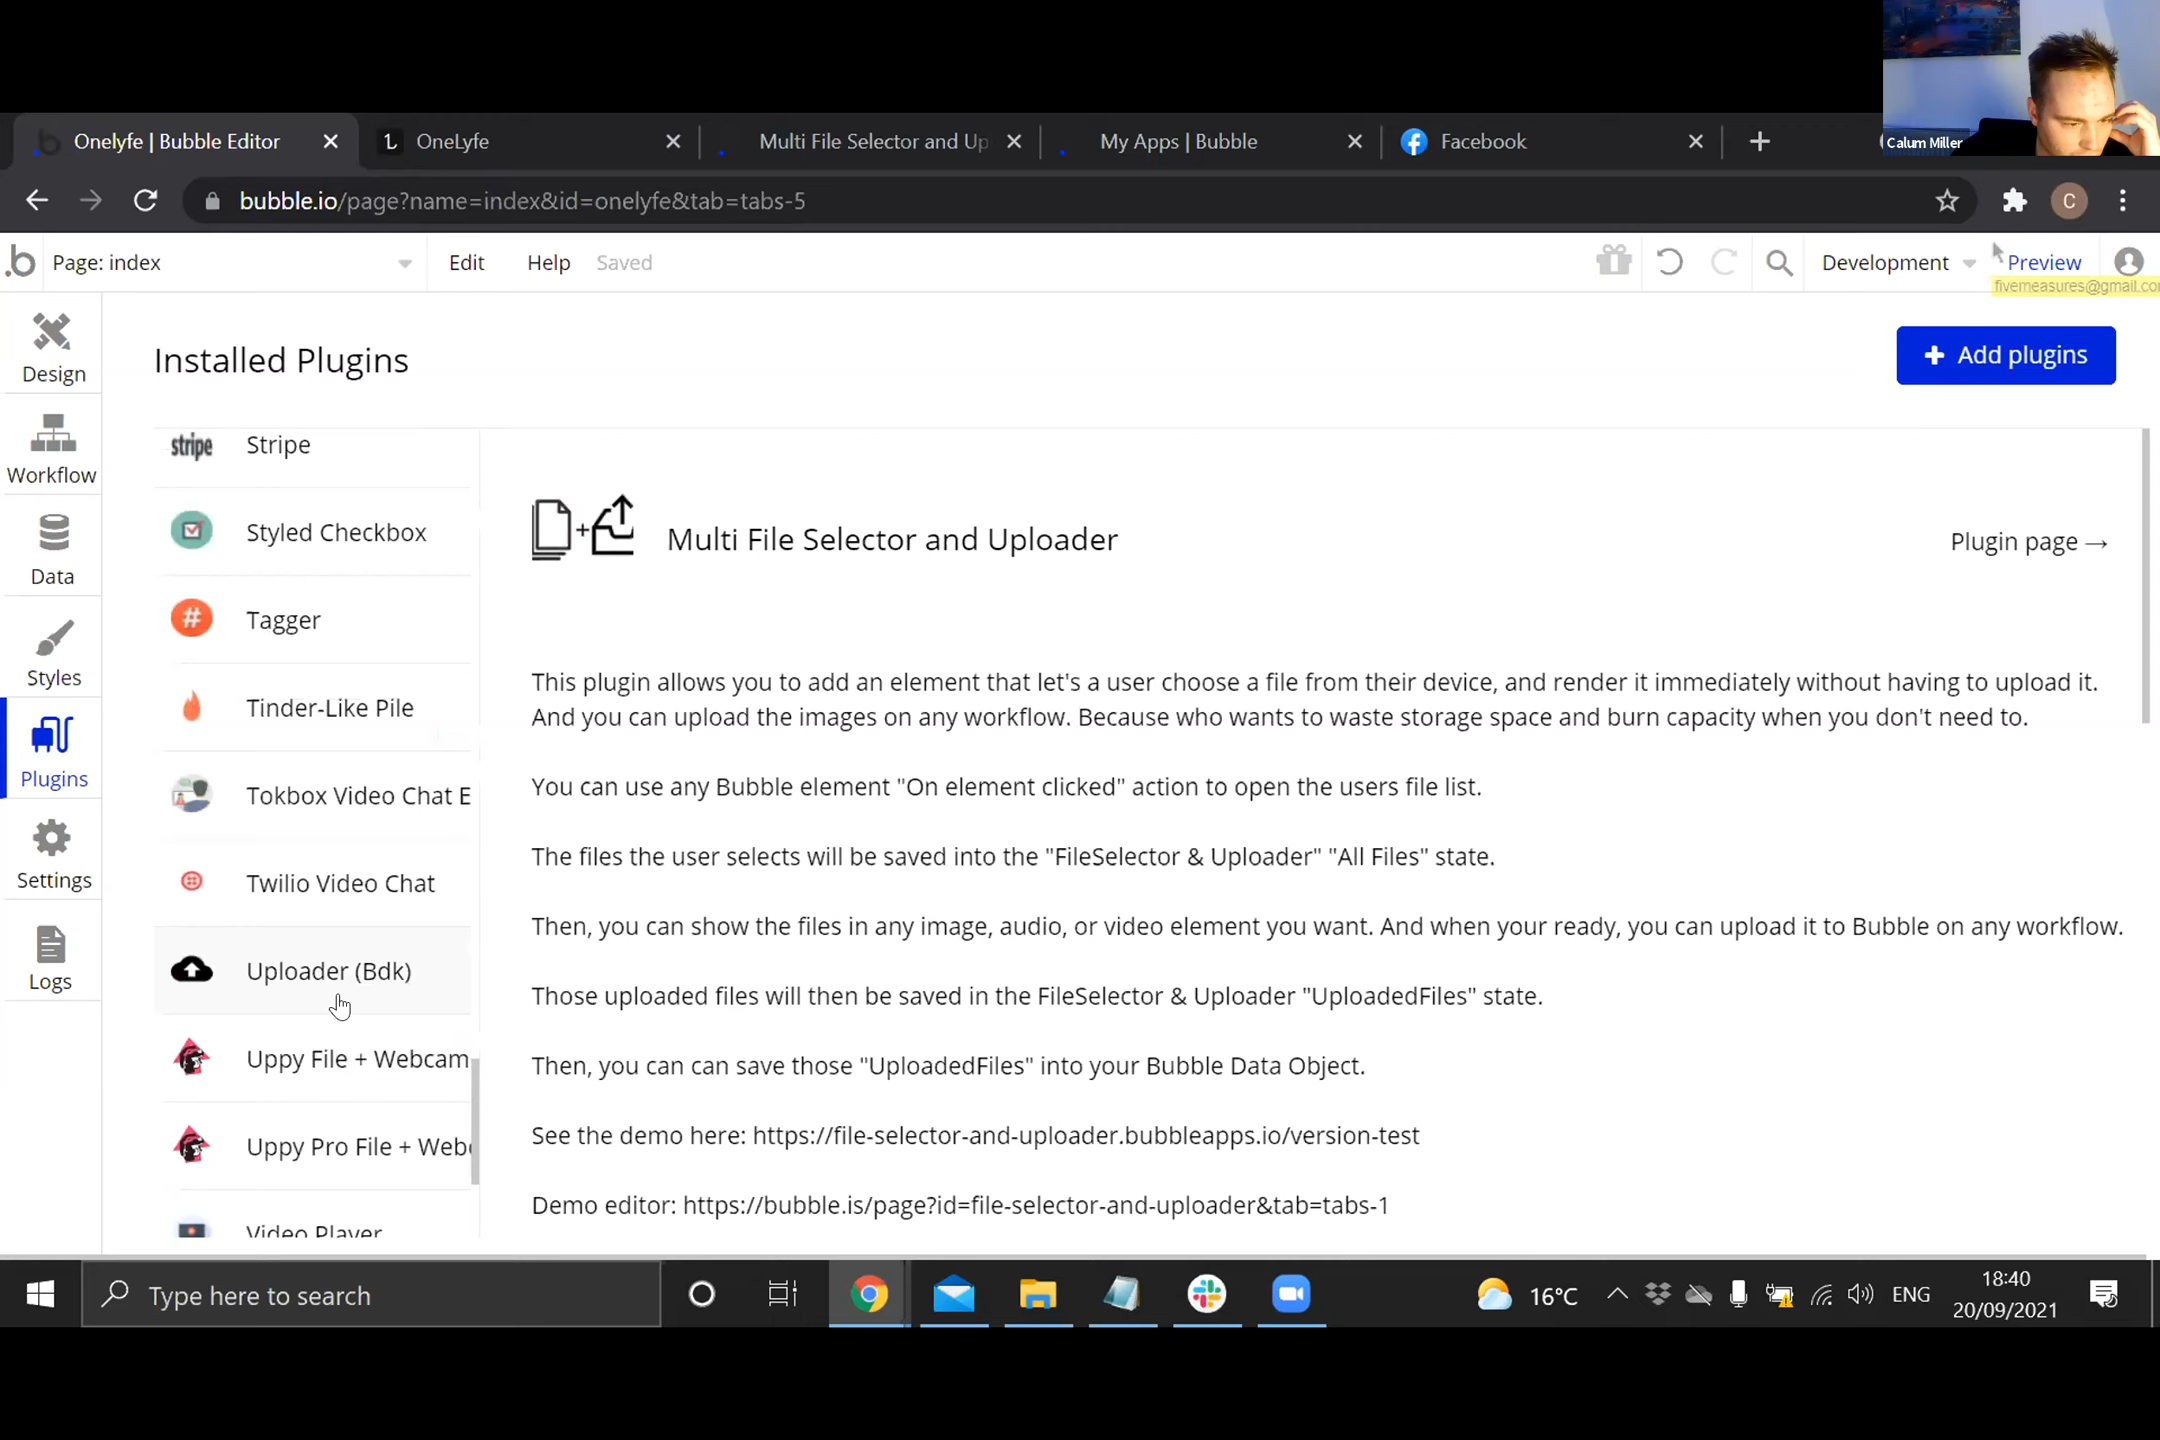 Calum Miller
Onelyfe | Bubble Editor
OneLyfe
Multi File Selector and Up
My Apps | Bubble
Facebook
bubble.io/page?name=index&id=onelyfe&tab=tabs-5
C
Page: index
Edit
Help
Saved
Development
Preview
fivemeasures@gmail.co
Design
Workflow
Data
Styles
Plugins
Settings
Logs
Installed Plugins
Add plugins
stripe
Stripe
Styled Checkbox
Tagger
Tinder-Like Pile
Tokbox Video Chat E
Twilio Video Chat
Uploader (Bdk)
Uppy File + Webcam
Uppy Pro File + Web
Video Player
Multi File Selector and Uploader
Plugin page →
This plugin allows you to add an element that let's a user choose a file from their device, and render it immediately without having to upload it.
And you can upload the images on any workflow. Because who wants to waste storage space and burn capacity when you don't need to.
You can use any Bubble element "On element clicked" action to open the users file list.
The files the user selects will be saved into the "FileSelector & Uploader" "All Files" state.
Then, you can show the files in any image, audio, or video element you want. And when your ready, you can upload it to Bubble on any workflow.
Those uploaded files will then be saved in the FileSelector & Uploader "UploadedFiles" state.
Then, you can can save those "UploadedFiles" into your Bubble Data Object.
See the demo here: https://file-selector-and-uploader.bubbleapps.io/version-test
Demo editor: https://bubble.is/page?id=file-selector-and-uploader&tab=tabs-1
Type here to search
16°C
ENG
18:40
20/09/2021